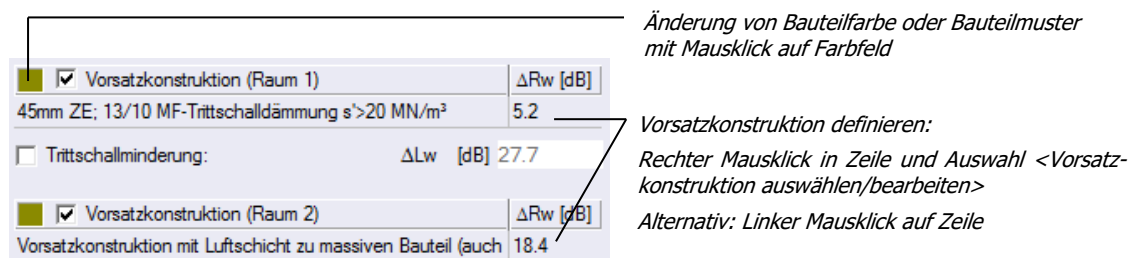 Änderung von Bauteilfarbe oder Bauteilmuster
mit Mausklick auf Farbfeld
Vorsatzkonstruktion (Raum 1) ΔRw [dB]
45mm ZE; 13/10 MF-Trittschalldämmung s'>20 MN/m³ 5.2
Trittschallminderung: ΔLw [dB] 27.7
Vorsatzkonstruktion (Raum 2) ΔRw [dB]
Vorsatzkonstruktion mit Luftschicht zu massiven Bauteil (auch 18.4
Vorsatzkonstruktion definieren:
Rechter Mausklick in Zeile und Auswahl <Vorsatz-
konstruktion auswählen/bearbeiten>
Alternativ: Linker Mausklick auf Zeile